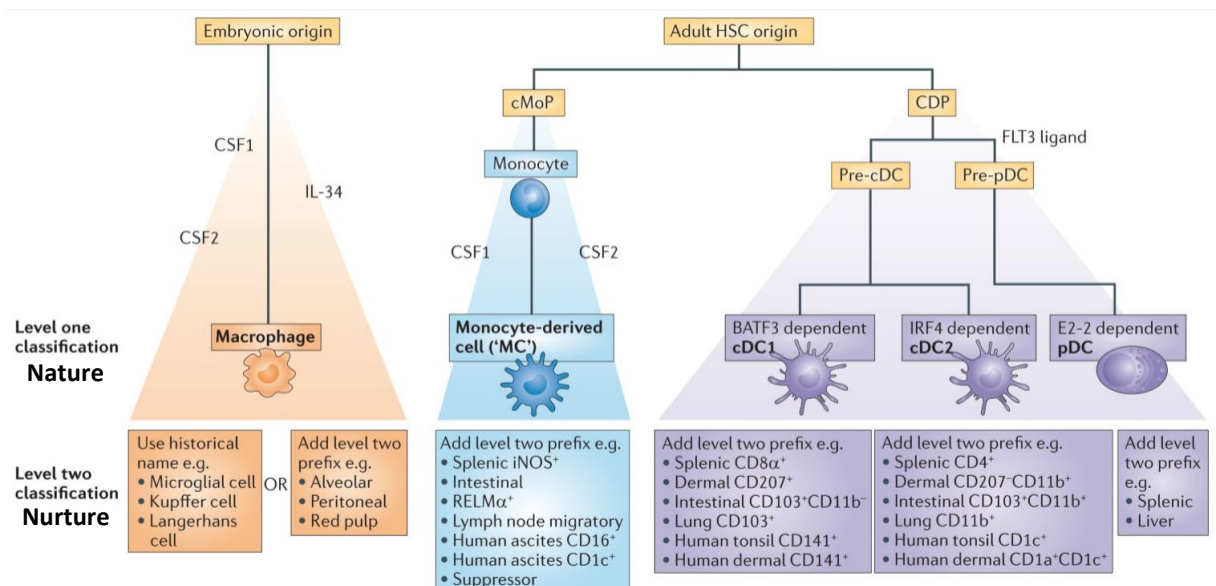 Embryonic origin
Adult HSC origin
cMoP
CDP
CSF1
FLT3 ligand
Monocyte
Pre-cDC
Pre-pDC
IL-34
CSF2
CSF1
CSF2
Level one
classification
Nature
Macrophage
Monocyte-derived
cell (‘MC’)
BATF3 dependent
cDC1
IRF4 dependent
cDC2
E2-2 dependent
pDC
Level two
classification
Nurture
Use historical
name e.g.
• Microglial cell
• Kupffer cell
• Langerhans
cell
OR
Add level two
prefix e.g.
• Alveolar
• Peritoneal
• Red pulp
Add level two prefix e.g.
• Splenic iNOS⁺
• Intestinal
• RELMα⁺
• Lymph node migratory
• Human ascites CD16⁺
• Human ascites CD1c⁺
• Suppressor
Add level two prefix e.g.
• Splenic CD8α⁺
• Dermal CD207⁺
• Intestinal CD103⁺CD11b⁻
• Lung CD103⁺
• Human tonsil CD141⁺
• Human dermal CD141⁺
Add level two prefix e.g.
• Splenic CD4⁺
• Dermal CD207⁻CD11b⁺
• Intestinal CD103⁺CD11b⁺
• Lung CD11b⁺
• Human tonsil CD1c⁺
• Human dermal CD1a⁺CD1c⁺
Add level
two prefix
e.g.
• Splenic
• Liver